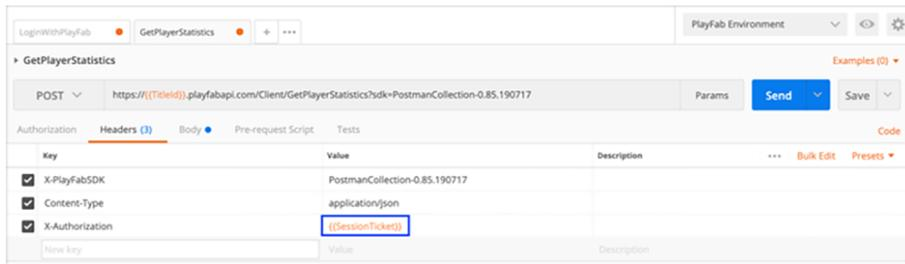 LoginWithPlayFab GetPlayerStatistics + ••• PlayFab Environment
GetPlayerStatistics Examples (0)
POST https://{{TitleId}}.playfabapi.com/Client/GetPlayerStatistics?sdk=PostmanCollection-0.85.190717 Params Send Save
Authorization Headers (3) Body Pre-request Script Tests Code
Key Value Description ••• Bulk Edit Presets
X-PlayFabSDK PostmanCollection-0.85.190717
Content-Type application/json
X-Authorization {{SessionTicket}}
New key Value Description